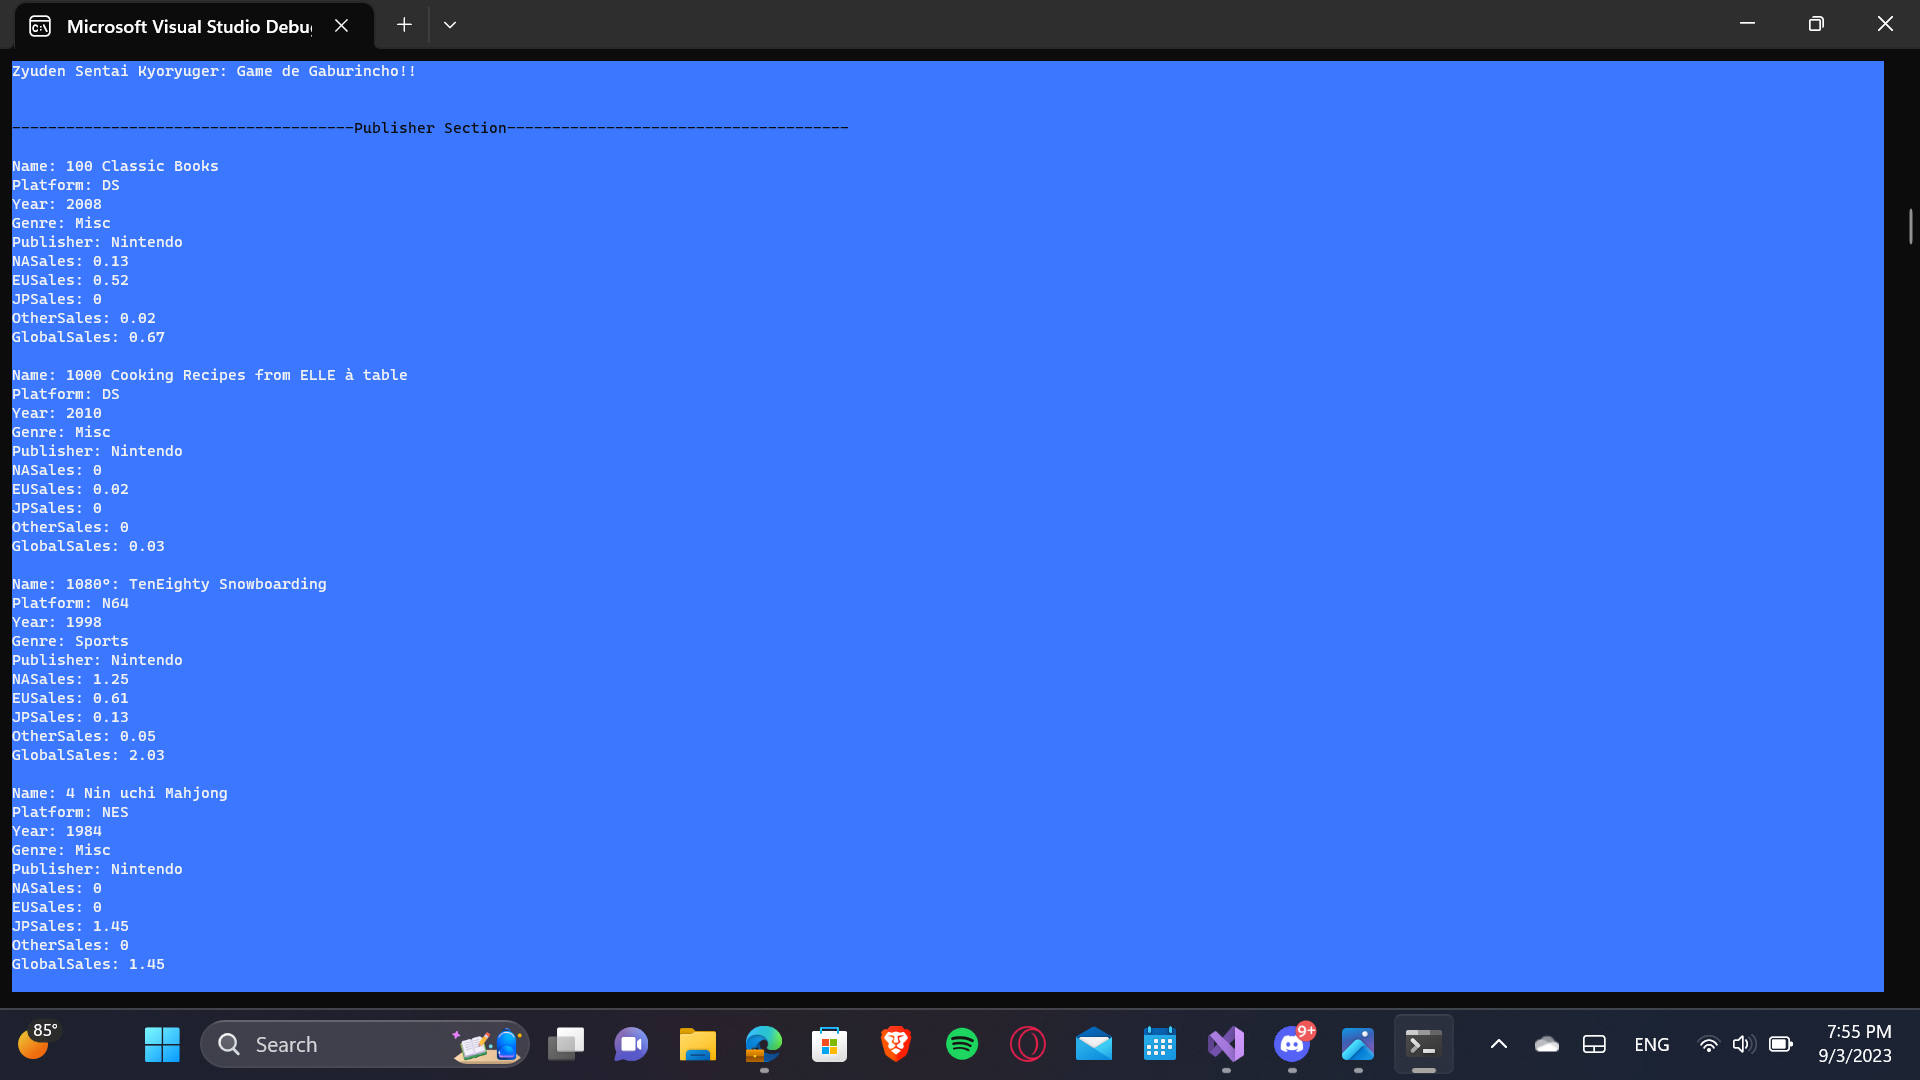 Microsoft Visual Studio Debug
Zyuden Sentai Kyoryuger: Game de Gaburincho!!
--------------------------------------Publisher Section--------------------------------------
Name: 100 Classic Books
Platform: DS
Year: 2008
Genre: Misc
Publisher: Nintendo
NASales: 0.13
EUSales: 0.52
JPSales: 0
OtherSales: 0.02
GlobalSales: 0.67
Name: 1000 Cooking Recipes from ELLE à table
Platform: DS
Year: 2010
Genre: Misc
Publisher: Nintendo
NASales: 0
EUSales: 0.02
JPSales: 0
OtherSales: 0
GlobalSales: 0.03
Name: 1080°: TenEighty Snowboarding
Platform: N64
Year: 1998
Genre: Sports
Publisher: Nintendo
NASales: 1.25
EUSales: 0.61
JPSales: 0.13
OtherSales: 0.05
GlobalSales: 2.03
Name: 4 Nin uchi Mahjong
Platform: NES
Year: 1984
Genre: Misc
Publisher: Nintendo
NASales: 0
EUSales: 0
JPSales: 1.45
OtherSales: 0
GlobalSales: 1.45
85°
Search
9+
ENG
7:55 PM
9/3/2023